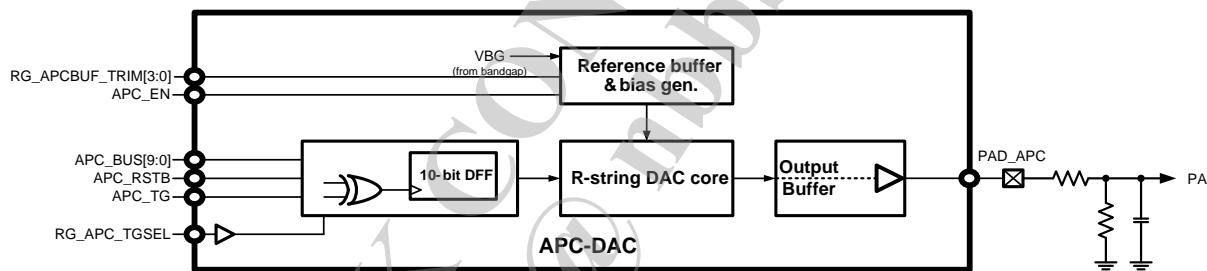 VBG
(from bandgap)
Reference buffer
& bias gen.
RG_APCBUF_TRIM[3:0]
APC_EN
APC_BUS[9:0]
APC_RSTB
APC_TG
RG_APC_TGSEL
10-bit DFF
R-string DAC core
Output
Buffer
PAD_APC
PA
APC-DAC